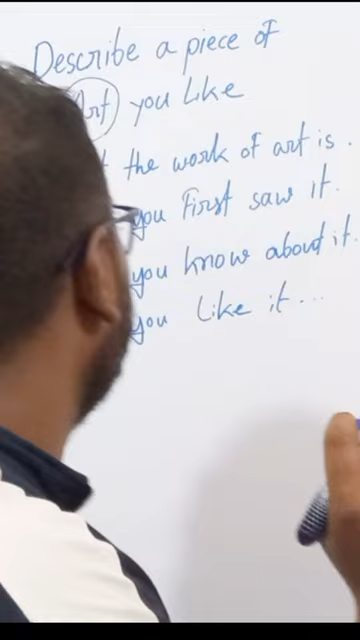 Describe a piece of
Art you like
the work of art is.
you First saw it.
you know about it.
you like it...